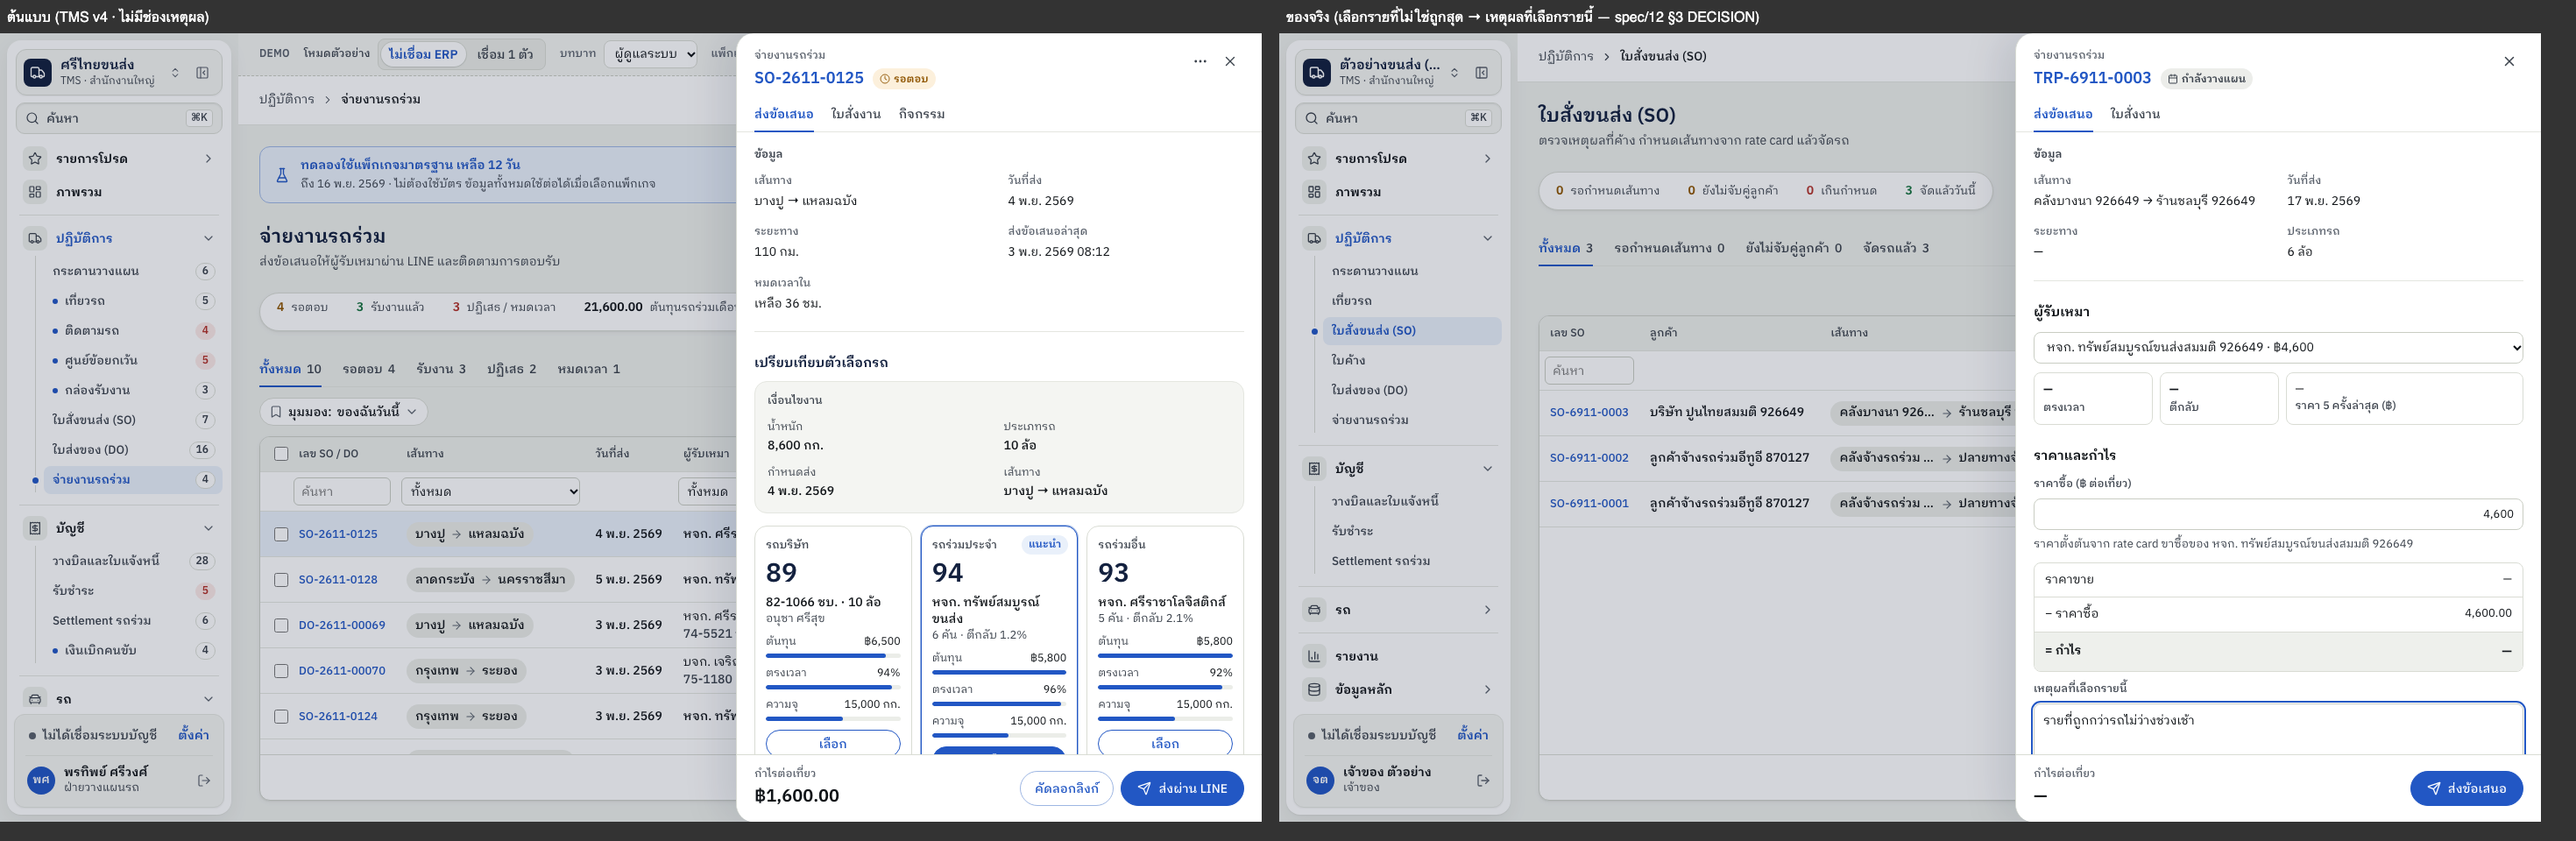 ต้นแบบ (TMS v4 · ไม่มีช่องเหตุผล)
ศรีไทยขนส่ง
TMS · สำนักงานใหญ่
ค้นหา ⌘K
รายการโปรด
ภาพรวม
ปฏิบัติการ
กระดานวางแผน 6
เที่ยวรถ 5
ติดตามรถ 4
ศูนย์ข้อยกเว้น 5
กล่องรับงาน 3
ใบสั่งขนส่ง (SO) 7
ใบส่งของ (DO) 16
จ่ายงานรถร่วม 4
บัญชี
วางบิลและใบแจ้งหนี้ 28
รับชำระ 5
Settlement รถร่วม 6
เงินเบิกคนขับ 4
รถ
ไม่ได้เชื่อมระบบบัญชี ตั้งค่า
พศ พรทิพย์ ศรีวงศ์
ฝ่ายวางแผนรถ
DEMO โหมดตัวอย่าง ไม่เชื่อม ERP เชื่อม 1 ตัว บทบาท ผู้ดูแลระบบ
ปฏิบัติการ › จ่ายงานรถร่วม
ทดลองใช้แพ็กเกจมาตรฐาน เหลือ 12 วัน
ถึง 16 พ.ย. 2569 · ไม่ต้องใช้บัตร ข้อมูลทั้งหมดใช้ต่อได้เมื่อเลือกแพ็กเกจ
จ่ายงานรถร่วม
ส่งข้อเสนอให้ผู้รับเหมาผ่าน LINE และติดตามการตอบรับ
4 รอตอบ 3 รับงานแล้ว 3 ปฏิเสธ / หมดเวลา 21,600.00
ทั้งหมด 10 รอตอบ 4 รับงาน 3 ปฏิเสธ 2 หมดเวลา 1
มุมมอง: ของฉันวันนี้
เลข SO / DO เส้นทาง วันที่ส่ง ผู้รับเหมา
ค้นหา ทั้งหมด ทั้งหมด
SO-2611-0125 บางปู → แหลมฉบัง 4 พ.ย. 2569 หจก. ศรีร
SO-2611-0128 ลาดกระบัง → นครราชสีมา 5 พ.ย. 2569 หจก. ทรัพ
DO-2611-00069 บางปู → แหลมฉบัง 3 พ.ย. 2569 หจก. ศรีร
74-5521
DO-2611-00070 กรุงเทพ → ระยอง 3 พ.ย. 2569 บจก. เจริญ
75-1180
SO-2611-0124 กรุงเทพ → ระยอง 3 พ.ย. 2569 หจก. ทรัพ
จ่ายงานรถร่วม
SO-2611-0125 รอตอบ
ส่งข้อเสนอ ใบสั่งงาน กิจกรรม
ข้อมูล
เส้นทาง วันที่ส่ง
บางปู → แหลมฉบัง 4 พ.ย. 2569
ระยะทาง ส่งข้อเสนอล่าสุด
110 กม. 3 พ.ย. 2569 08:12
หมดเวลาใน
เหลือ 36 ชม.
เปรียบเทียบตัวเลือกรถ
เงื่อนไขงาน
น้ำหนัก ประเภทรถ
8,600 กก. 10 ล้อ
กำหนดส่ง เส้นทาง
4 พ.ย. 2569 บางปู → แหลมฉบัง
รถบริษัท
89
82-1066 ชบ. · 10 ล้อ
อนุชา ศรีสุข
ต้นทุน ฿6,500
ตรงเวลา 94%
ความจุ 15,000 กก.
เลือก
รถร่วมประจำ แนะนำ
94
หจก. ทรัพย์สมบูรณ์
ขนส่ง
6 คัน · ตีกลับ 1.2%
ต้นทุน ฿5,800
ตรงเวลา 96%
ความจุ 15,000 กก.
รถร่วมอื่น
93
หจก. ศรีราชาโลจิสติกส์
5 คัน · ตีกลับ 2.1%
ต้นทุน ฿5,800
ตรงเวลา 92%
ความจุ 15,000 กก.
เลือก
กำไรต่อเที่ยว
฿1,600.00
คัดลอกลิงก์ ส่งผ่าน LINE
ของจริง (เลือกรายที่ไม่ใช่ถูกสุด → เหตุผลที่เลือกรายนี้ — spec/12 §3 DECISION)
ตัวอย่างขนส่ง (...
TMS · สำนักงานใหญ่
ค้นหา ⌘K
รายการโปรด
ภาพรวม
ปฏิบัติการ
กระดานวางแผน
เที่ยวรถ
ใบสั่งขนส่ง (SO)
ใบค้าง
ใบส่งของ (DO)
จ่ายงานรถร่วม
บัญชี
วางบิลและใบแจ้งหนี้
รับชำระ
Settlement รถร่วม
รถ
รายงาน
ข้อมูลหลัก
ไม่ได้เชื่อมระบบบัญชี ตั้งค่า
จต เจ้าของ ตัวอย่าง
เจ้าของ
ปฏิบัติการ › ใบสั่งขนส่ง (SO)
ใบสั่งขนส่ง (SO)
ตรวจเหตุผลที่ค้าง กำหนดเส้นทางจาก rate card แล้วจัดรถ
0 รอกำหนดเส้นทาง 0 ยังไม่จับคู่ลูกค้า 0 เกินกำหนด 3 จัดแล้ววันนี้
ทั้งหมด 3 รอกำหนดเส้นทาง 0 ยังไม่จับคู่ลูกค้า 0 จัดรถแล้ว 3
เลข SO ลูกค้า เส้นทาง
ค้นหา
SO-6911-0003 บริษัท ปูนไทยสมมติ 926649 คลังบางนา 926... → ร้านชลบุรี
SO-6911-0002 ลูกค้าจ้างรถร่วมอีทูอี 870127 คลังจ้างรถร่วม ... → ปลายทางจ้
SO-6911-0001 ลูกค้าจ้างรถร่วมอีทูอี 870127 คลังจ้างรถร่วม ... → ปลายทางจ้
จ่ายงานรถร่วม
TRP-6911-0003 กำลังวางแผน
ส่งข้อเสนอ ใบสั่งงาน
ข้อมูล
เส้นทาง วันที่ส่ง
คลังบางนา 926649 → ร้านชลบุรี 926649 17 พ.ย. 2569
ระยะทาง ประเภทรถ
— 6 ล้อ
ผู้รับเหมา
หจก. ทรัพย์สมบูรณ์ขนส่งสมมติ 926649 · ฿4,600
— — —
ตรงเวลา ตีกลับ ราคา 5 ครั้งล่าสุด (฿)
ราคาและกำไร
ราคาซื้อ (฿ ต่อเที่ยว)
4,600
ราคาตั้งต้นจาก rate card ขาซื้อของ หจก. ทรัพย์สมบูรณ์ขนส่งสมมติ 926649
ราคาขาย —
− ราคาซื้อ 4,600.00
= กำไร —
เหตุผลที่เลือกรายนี้
รายที่ถูกกว่ารถไม่ว่างช่วงเช้า
กำไรต่อเที่ยว
—
ส่งข้อเสนอ